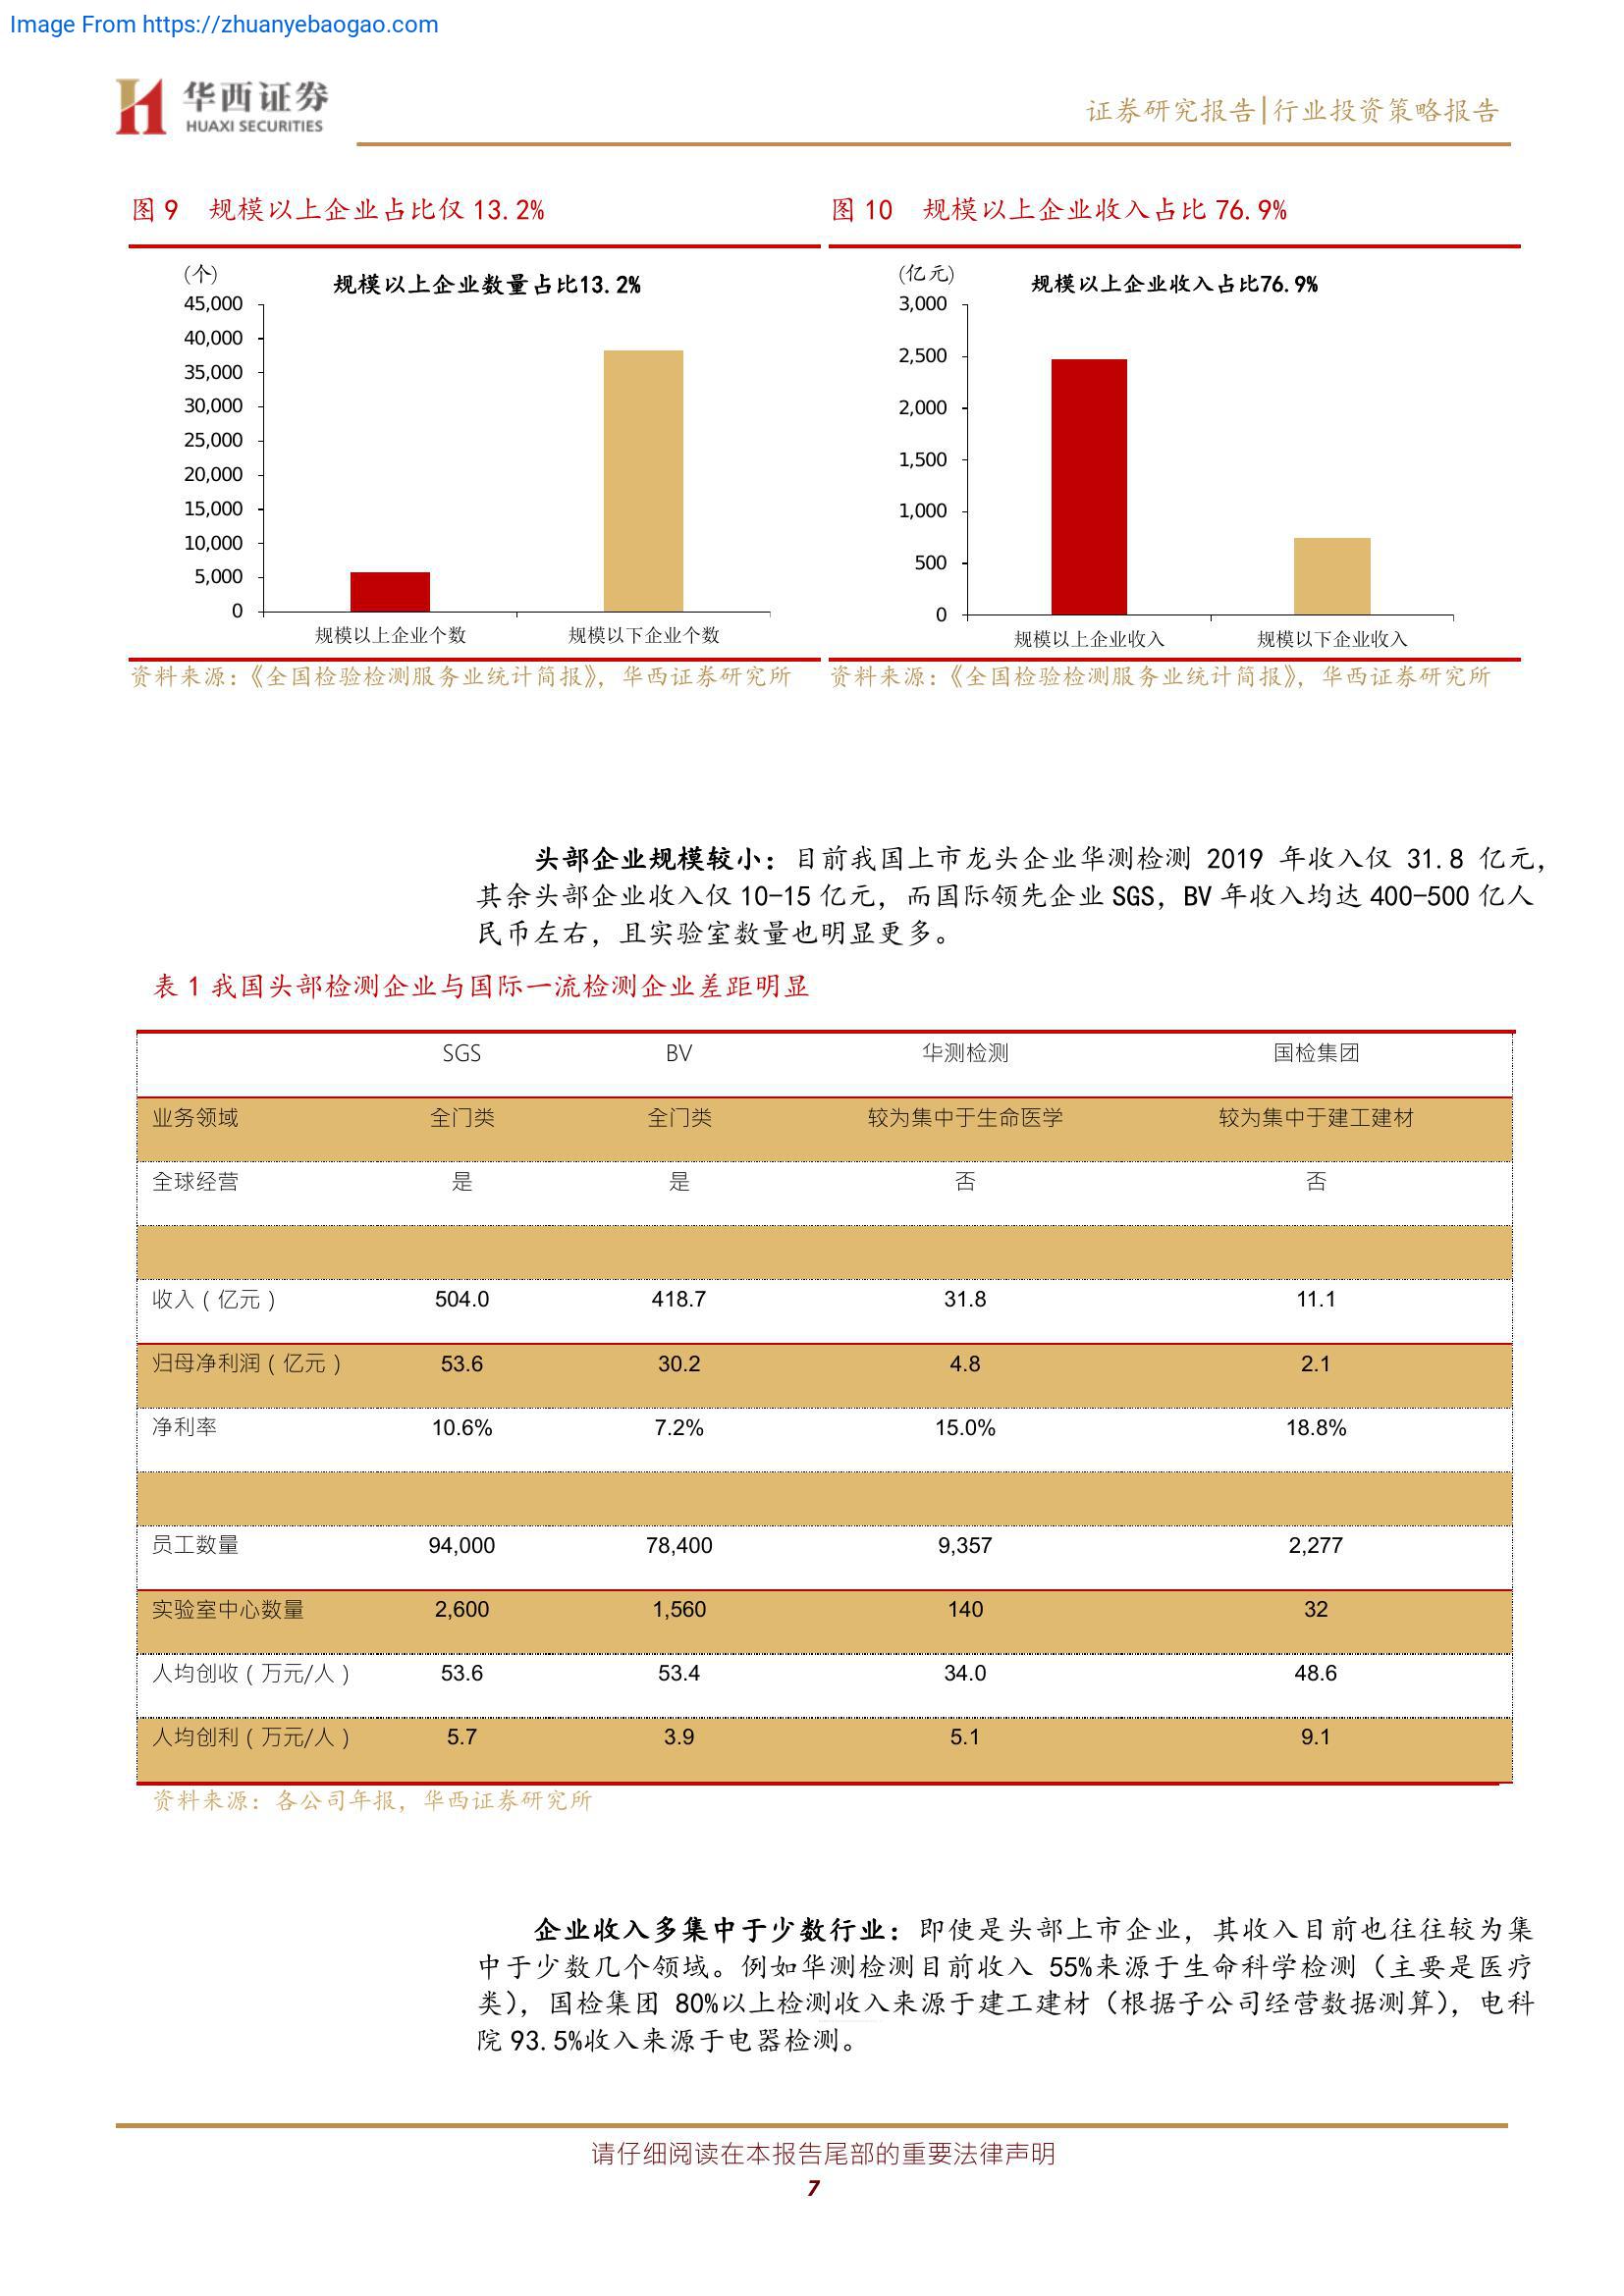 Image From https://zhuanyebaogao.com
华西证券
HUAXI SECURITIES
证券研究报告|行业投资策略报告
图 9 规模以上企业占比仅 13.2%
图 10 规模以上企业收入占比 76.9%
(个)
规模以上企业数量占比13.2%
45,000
40,000
35,000
30,000
25,000
20,000
15,000
10,000
5,000
0
规模以上企业个数 规模以下企业个数
(亿元)
规模以上企业收入占比76.9%
3,000
2,500
2,000
1,500
1,000
500
0
规模以上企业收入 规模以下企业收入
资料来源：《全国检验检测服务业统计简报》，华西证券研究所
资料来源：《全国检验检测服务业统计简报》，华西证券研究所
头部企业规模较小：目前我国上市龙头企业华测检测 2019 年收入仅 31.8 亿元，
其余头部企业收入仅 10-15 亿元，而国际领先企业 SGS，BV 年收入均达 400-500 亿人
民币左右，且实验室数量也明显更多。
表 1 我国头部检测企业与国际一流检测企业差距明显
SGS BV 华测检测 国检集团
业务领域 全门类 全门类 较为集中于生命医学 较为集中于建工建材
全球经营 是 是 否 否
收入（亿元） 504.0 418.7 31.8 11.1
归母净利润（亿元） 53.6 30.2 4.8 2.1
净利率 10.6% 7.2% 15.0% 18.8%
员工数量 94,000 78,400 9,357 2,277
实验室中心数量 2,600 1,560 140 32
人均创收（万元/人） 53.6 53.4 34.0 48.6
人均创利（万元/人） 5.7 3.9 5.1 9.1
资料来源：各公司年报，华西证券研究所
企业收入多集中于少数行业：即使是头部上市企业，其收入目前也往往较为集
中于少数几个领域。例如华测检测目前收入 55%来源于生命科学检测（主要是医疗
类），国检集团 80%以上检测收入来源于建工建材（根据子公司经营数据测算），电科
院 93.5%收入来源于电器检测。
请仔细阅读在本报告尾部的重要法律声明
7